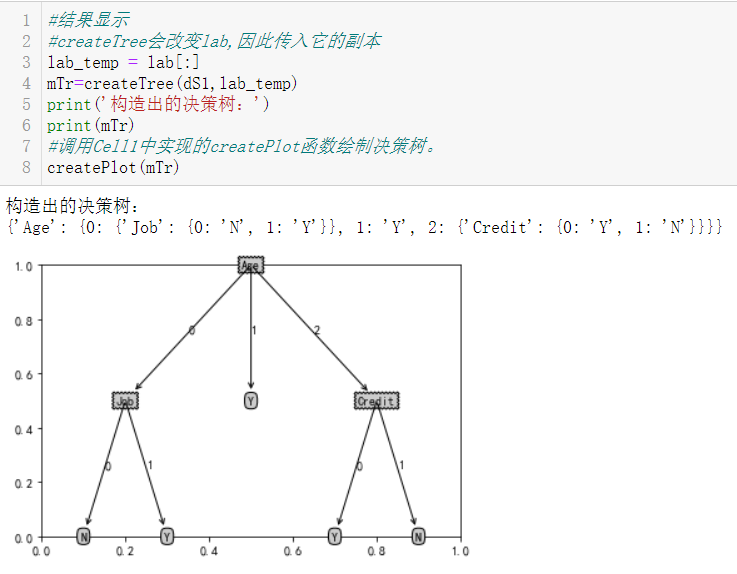 1 #结果显示
2 #createTree会改变lab,因此传入它的副本
3 lab_temp = lab[:]
4 mTr=createTree(dS1,lab_temp)
5 print('构造出的决策树：')
6 print(mTr)
7 #调用Cell1中实现的createPlot函数绘制决策树。
8 createPlot(mTr)
构造出的决策树：
{'Age': {0: {'Job': {0: 'N', 1: 'Y'}}, 1: 'Y', 2: {'Credit': {0: 'Y', 1: 'N'}}}}
1.0 Age
0.8 0 1 2
0.6
Job Y Credit
0.4
0 1 0 1
0.2
0.0 N Y Y N
0.0 0.2 0.4 0.6 0.8 1.0